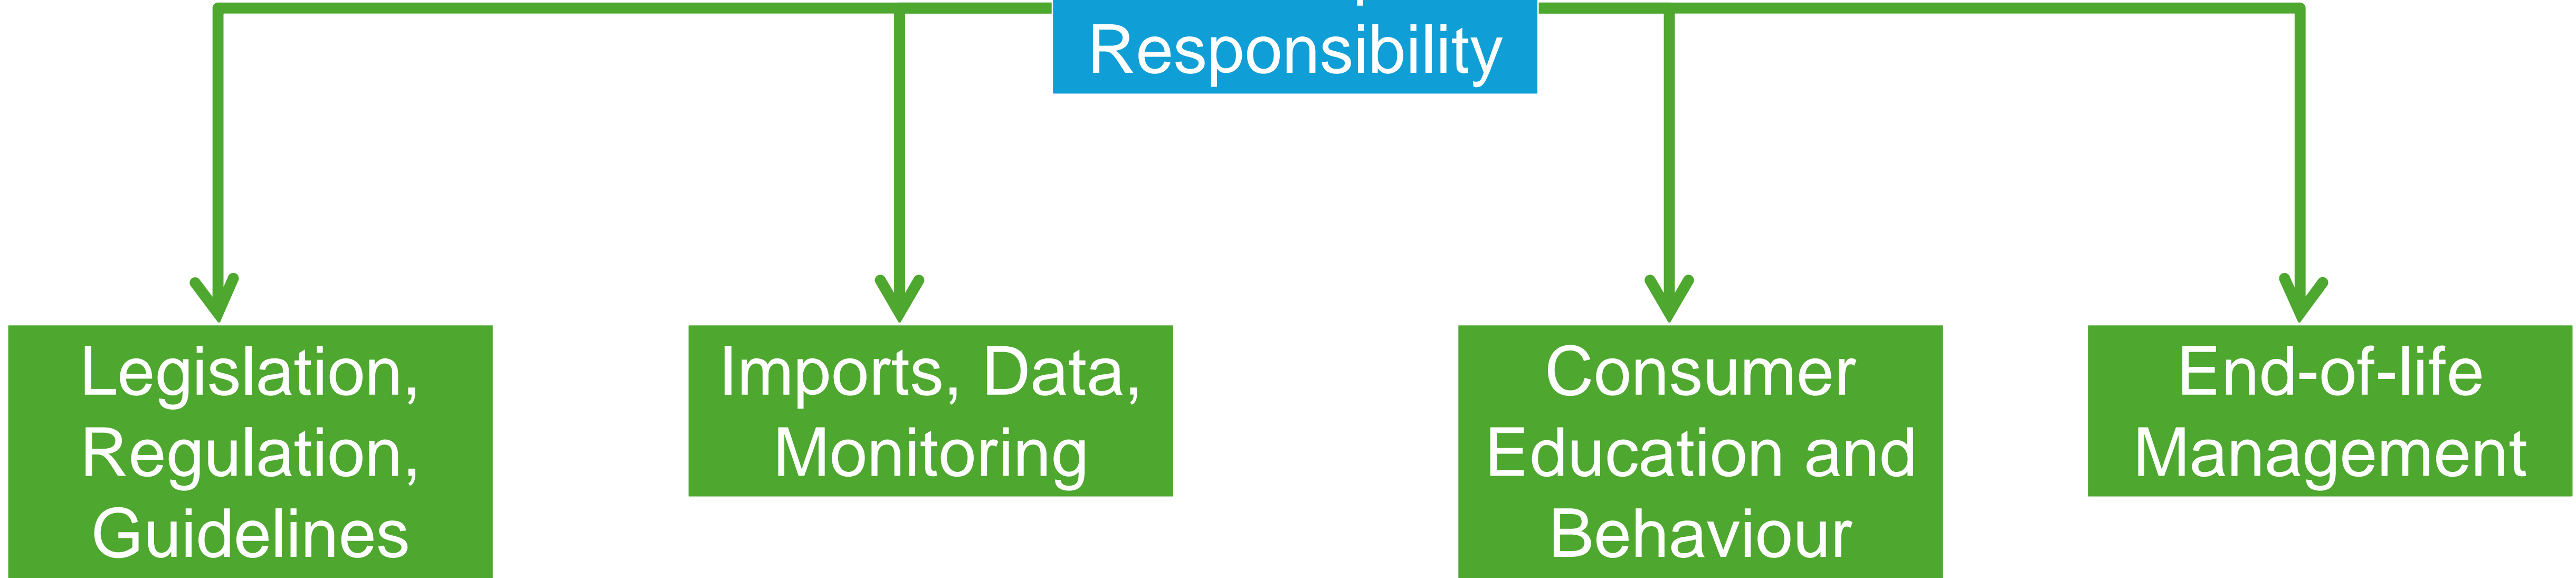 Responsibility
Legislation,
Regulation,
Guidelines
Imports, Data,
Monitoring
Consumer
Education and
Behaviour
End-of-life
Management